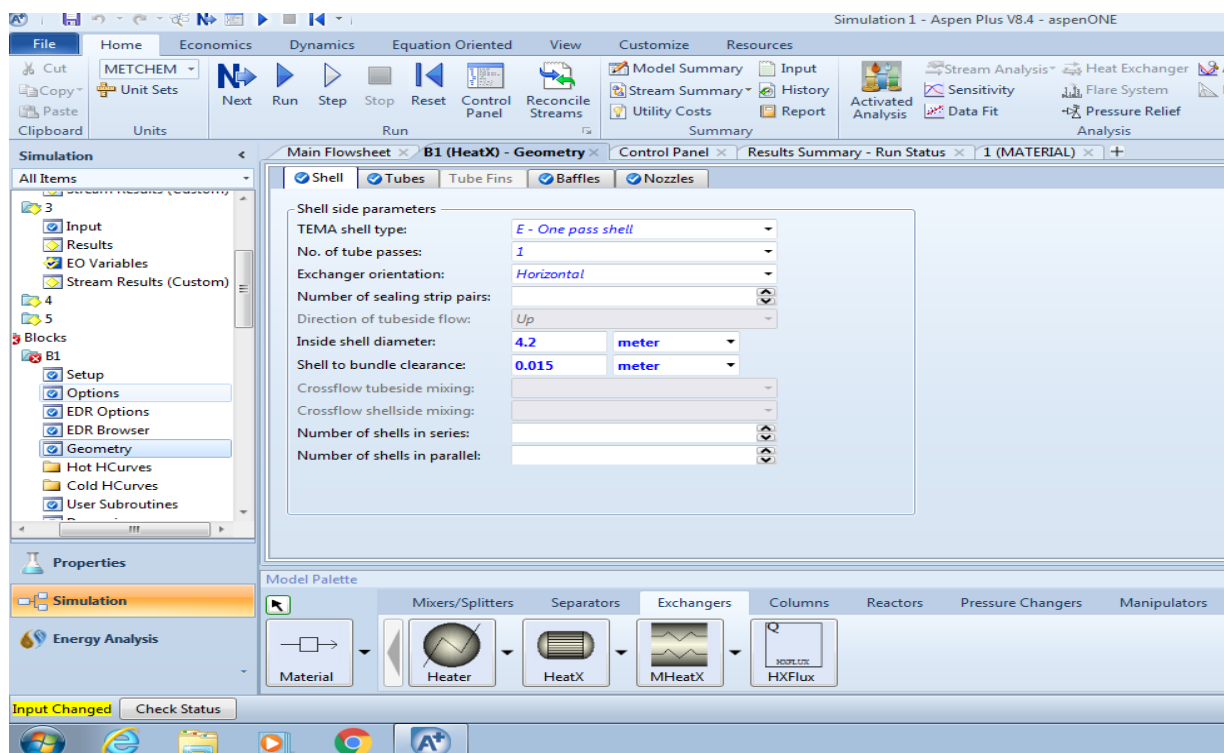 Simulation 1 - Aspen Plus V8.4 - aspenONE
File Home Economics Dynamics Equation Oriented View Customize Resources
Cut METCHEM Model Summary Input Stream Analysis Heat Exchanger
Copy Unit Sets Next Run Step Stop Reset Control Panel Reconcile Streams Stream Summary History Activated Analysis Sensitivity Flare System
Paste Utility Costs Report Data Fit Pressure Relief
Clipboard Units Run Summary Analysis
Simulation Main Flowsheet B1 (HeatX) - Geometry Control Panel Results Summary - Run Status 1 (MATERIAL)
All Items Shell Tubes Tube Fins Baffles Nozzles
Stream Results (Custom)
3
Input
Results
EO Variables
Stream Results (Custom)
4
5
Blocks
B1
Setup
Options
EDR Options
EDR Browser
Geometry
Hot HCurves
Cold HCurves
User Subroutines
Shell side parameters
TEMA shell type: E - One pass shell
No. of tube passes: 1
Exchanger orientation: Horizontal
Number of sealing strip pairs:
Direction of tubeside flow: Up
Inside shell diameter: 4.2 meter
Shell to bundle clearance: 0.015 meter
Crossflow tubeside mixing:
Crossflow shellside mixing:
Number of shells in series:
Number of shells in parallel:
Properties
Simulation
Energy Analysis
Model Palette
Mixers/Splitters Separators Exchangers Columns Reactors Pressure Changers Manipulators
Q
HXFLUX
Material Heater HeatX MHeatX HXFlux
Input Changed Check Status